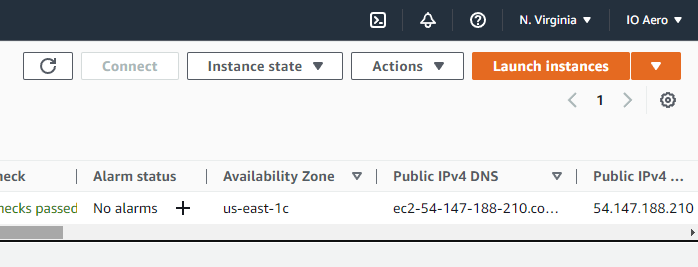 N. Virginia IO Aero
Connect Instance state Actions Launch instances
1
heck Alarm status Availability Zone Public IPv4 DNS Public IPv4 ...
hecks passed No alarms us-east-1c ec2-54-147-188-210.co... 54.147.188.210